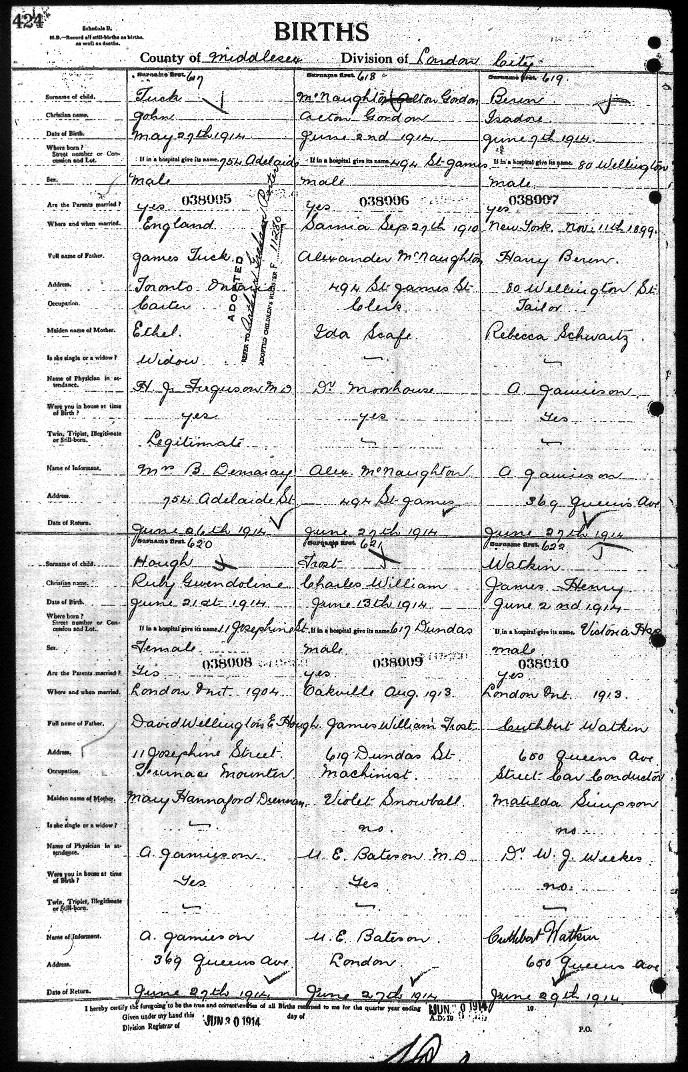 424
Schedule B.
N.B.—Record all still-births as births, as well as deaths.
BIRTHS
County of Middlesex Division of London City
Surname first. 617 Surname first. 618 Surname first. 619.
Surname of child. Tuck McNaughton Acton Gordon Beren
Christian name. John Acton Gordon Isadore
Date of Birth. May 27th 1914 June 2nd 1914 June 7th 1914.
Where born?
Street number or Concession and Lot. If in a hospital give its name. 754 Adelaide If in a hospital give its name. 494 St. James If in a hospital give its name. 80 Wellington
Sex. male male male.
038005 038006 038007
Are the Parents married? yes yes yes
Where and when married. England Sarnia Sep. 27th 1910 New York. Nov. 11th 1899.
Full name of Father. James Tuck. Alexander McNaughton Harry Beren.
Address. Toronto Ontario 494 St James St 80 Wellington St
Occupation. Carter Clerk Tailor
Maiden name of Mother. Ethel. Ida Scafe Rebecca Schwartz
Is she single or a widow? Widow — —
Name of Physician in attendance. H. J. Ferguson M.D Dr Moorhouse A Jamieson
Were you in house at time of Birth? yes. yes Yes
Twin, Triplet, Illegitimate or Still-born. Legitimate — —
Name of Informant. Mrs B. Demaray Alex. McNaughton A Jamieson
Address. 754 Adelaide St 494 St James 369 Queens Ave
Date of Return. June 26th 1914 June 27th 1914 June 27th 1914
ADOPTED
REFER TO
ADOPTED CHILDREN'S REGISTER F 11230
Surname first. 620 Surname first. 621 Surname first. 622
Surname of child. Hough Trost Watkin
Christian name. Ruby Gwendoline Charles William James Henry
Date of Birth. June 21st 1914 June 13th 1914 June 2nd 1914
Where born?
Street number or Concession and Lot. If in a hospital give its name. 11 Josephine St. If in a hospital give its name. 617 Dundas If in a hospital give its name. Victoria Hos
Sex. Female male male
038008 038009 038010
Are the Parents married? Yes yes yes
Where and when married. London Ont. 1904 Oakville Aug. 1913. London Ont. 1913.
Full name of Father. David Wellington E Hough. James William Trost Cuthbert Watkin
Address. 11 Josephine Street 619 Dundas St 650 Queens Ave
Occupation. Furnace Mounter. Machinist. Street Car Conductor
Maiden name of Mother. Mary Hannaford Drennan Violet Snowball. Matilda Simpson
Is she single or a widow? — no. no
Name of Physician in attendance. A. Jamieson U. E. Bateson M.D Dr W. J. Weekes
Were you in house at time of Birth? Yes Yes no.
Twin, Triplet, Illegitimate or Still-born. — — —
Name of Informant. A. Jamieson U. E. Bateson. Cuthbert Watkin
Address. 369 Queens Ave London 650 Queens Ave
Date of Return. June 27th 1914 June 27th 1914 June 29th 1914
I hereby certify the foregoing to be the true and correct entries of all Births returned to me for the quarter year ending 19
Given under my hand this JUN 30 1914 day of A.D. 19
Division Registrar of P.O.